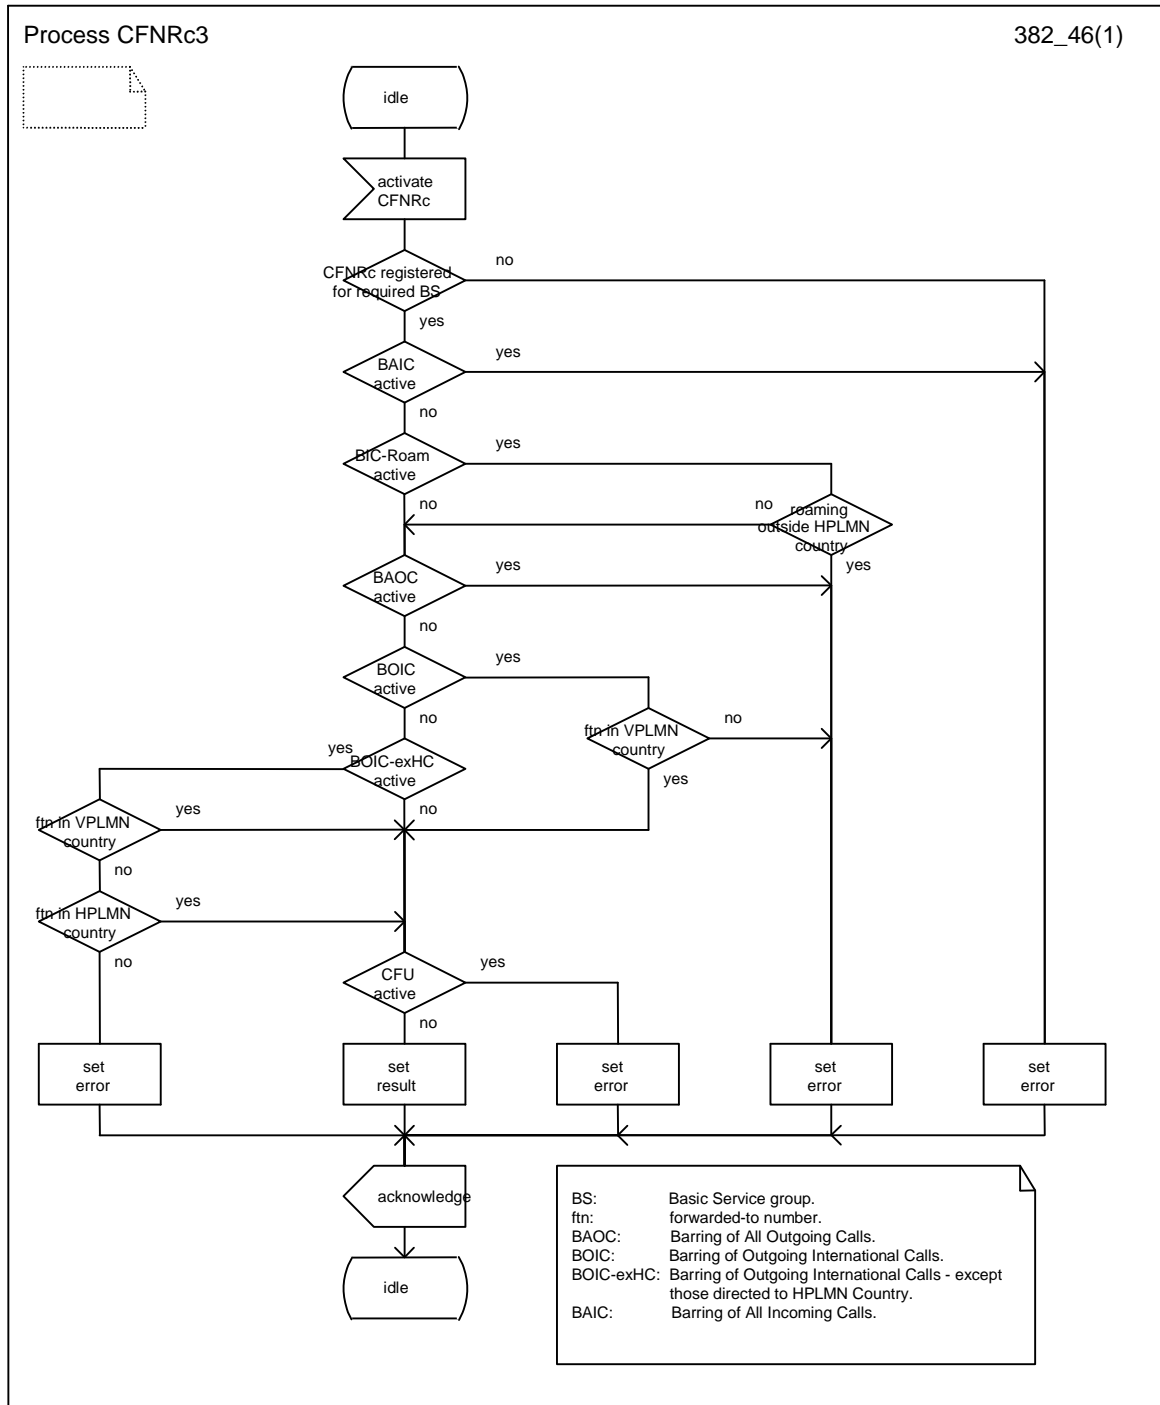 Process CFNRc3
382_46(1)
idle
activate
CFNRc
CFNRc registered
for required BS
no
yes
BAIC
active
yes
no
BIC-Roam
active
yes
no
no
roaming
outside HPLMN
country
yes
BAOC
active
yes
no
BOIC
active
yes
no
ftn in VPLMN
country
no
yes
yes
BOIC-exHC
active
no
ftn in VPLMN
country
yes
no
ftn in HPLMN
country
yes
no
CFU
active
yes
no
set
error
set
result
set
error
set
error
set
error
acknowledge
idle
BS: Basic Service group.
ftn: forwarded-to number.
BAOC: Barring of All Outgoing Calls.
BOIC: Barring of Outgoing International Calls.
BOIC-exHC: Barring of Outgoing International Calls - except
those directed to HPLMN Country.
BAIC: Barring of All Incoming Calls.